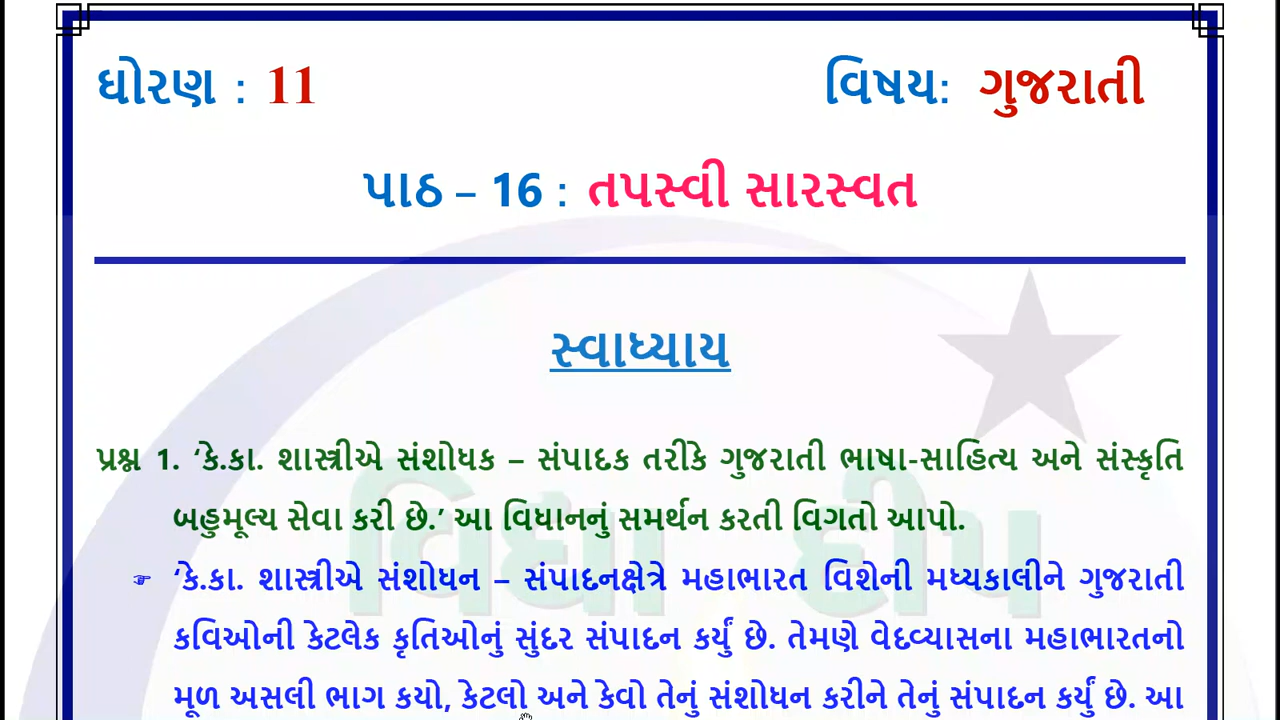 ધોરણ : 11 વિષય: ગુજરાતી
પાઠ – 16 : તપસ્વી સારસ્વત
સ્વાધ્યાય
પ્રશ્ન 1. ‘કે.કા. શાસ્ત્રીએ સંશોધક – સંપાદક તરીકે ગુજરાતી ભાષા-સાહિત્ય અને સંસ્કૃતિ
બહુમૂલ્ય સેવા કરી છે.’ આ વિધાનનું સમર્થન કરતી વિગતો આપો.
☞ ‘કે.કા. શાસ્ત્રીએ સંશોધન – સંપાદનક્ષેત્રે મહાભારત વિશેની મધ્યકાલીને ગુજરાતી
કવિઓની કેટલેક કૃતિઓનું સુંદર સંપાદન કર્યું છે. તેમણે વેદવ્યાસના મહાભારતનો
મૂળ અસલી ભાગ કયો, કેટલો અને કેવો તેનું સંશોધન કરીને તેનું સંપાદન કર્યું છે. આ
વિદ્યા દીપ